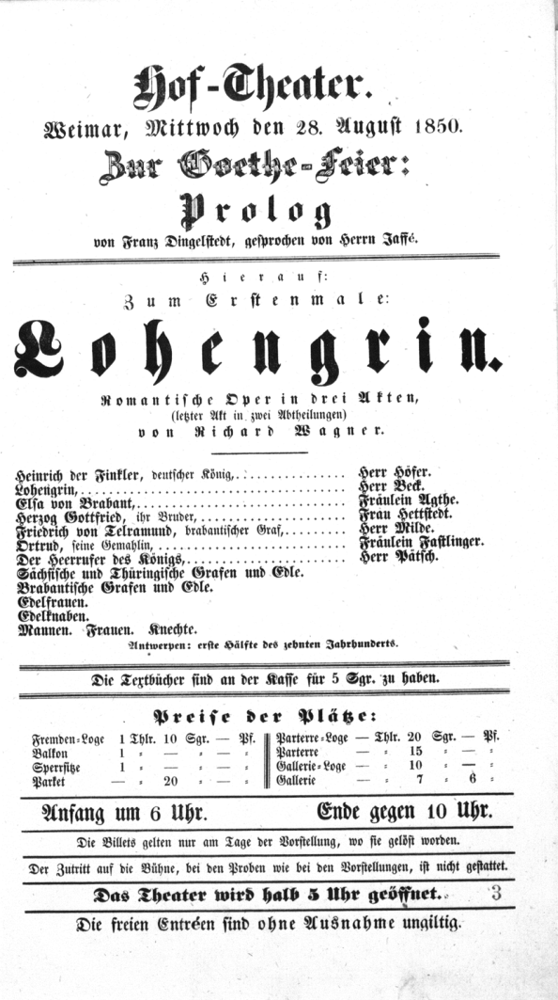 Hof-Theater.
Weimar, Mittwoch den 28. August 1850.
Zur Goethe-Feier:
Prolog
von Franz Dingelstedt, gesprochen von Herrn Jaffé.
Hierauf:
Zum Erstenmale:
Lohengrin.
Romantische Oper in drei Akten,
(letzter Akt in zwei Abtheilungen)
von Richard Wagner.
Heinrich der Finkler, deutscher König, Herr Höfer.
Lohengrin, Herr Beck.
Elsa von Brabant, Fräulein Agthe.
Herzog Gottfried, ihr Bruder, Frau Hettstedt.
Friedrich von Telramund, brabantischer Graf, Herr Milde.
Ortrud, seine Gemahlin, Fräulein Fastlinger.
Der Heerrufer des Königs, Herr Pätsch.
Sächsische und Thüringische Grafen und Edle.
Brabantische Grafen und Edle.
Edelfrauen.
Edelknaben.
Mannen. Frauen. Knechte.
Antwerpen: erste Hälfte des zehnten Jahrhunderts.
Die Textbücher sind an der Kasse für 5 Sgr. zu haben.
Preise der Plätze:
Fremden-Loge 1 Thlr. 10 Sgr. — Pf.
Balkon 1 = — = — =
Sperrsitze 1 = — = — =
Parket — = 20 = — =
Parterre-Loge — Thlr. 20 Sgr. — Pf.
Parterre — = 15 = — =
Gallerie-Loge — = 10 = — =
Gallerie — = 7 = 6 =
Anfang um 6 Uhr. Ende gegen 10 Uhr.
Die Billets gelten nur am Tage der Vorstellung, wo sie gelöst worden.
Der Zutritt auf die Bühne, bei den Proben wie bei den Vorstellungen, ist nicht gestattet.
Das Theater wird halb 5 Uhr geöffnet. 3
Die freien Entréen sind ohne Ausnahme ungiltig.